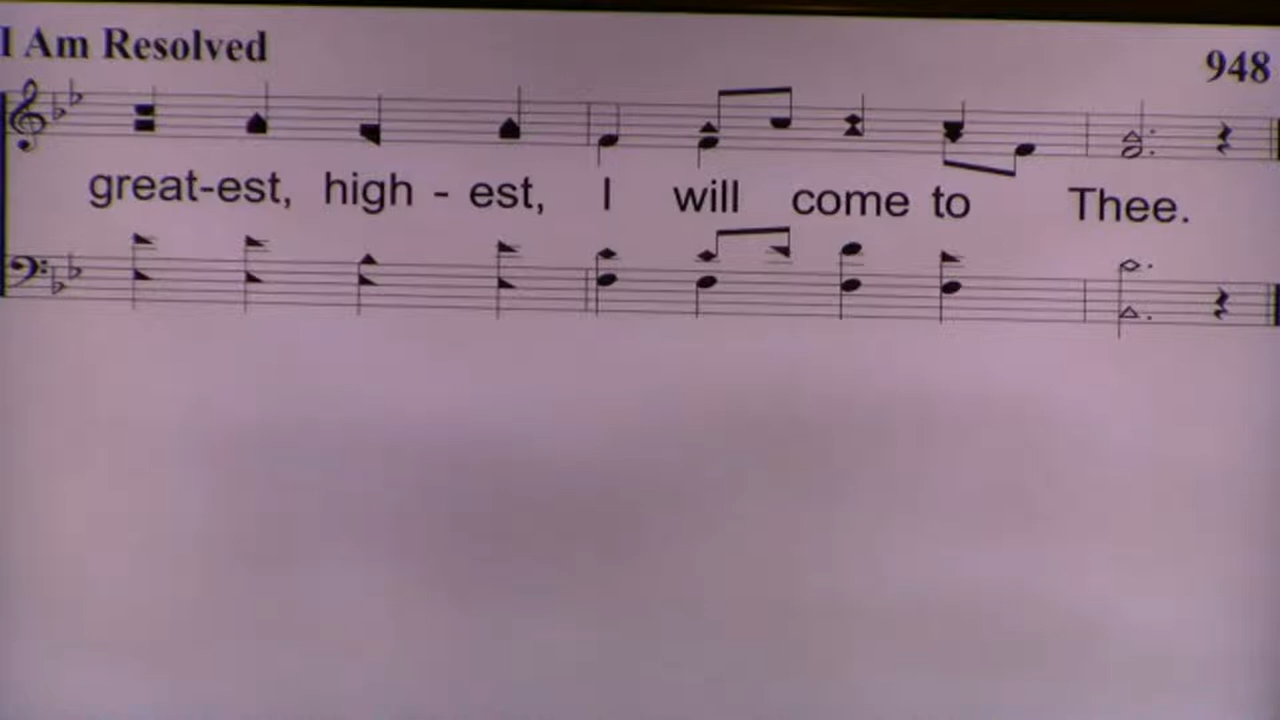 I Am Resolved
948
great-est, high - est, I will come to Thee.